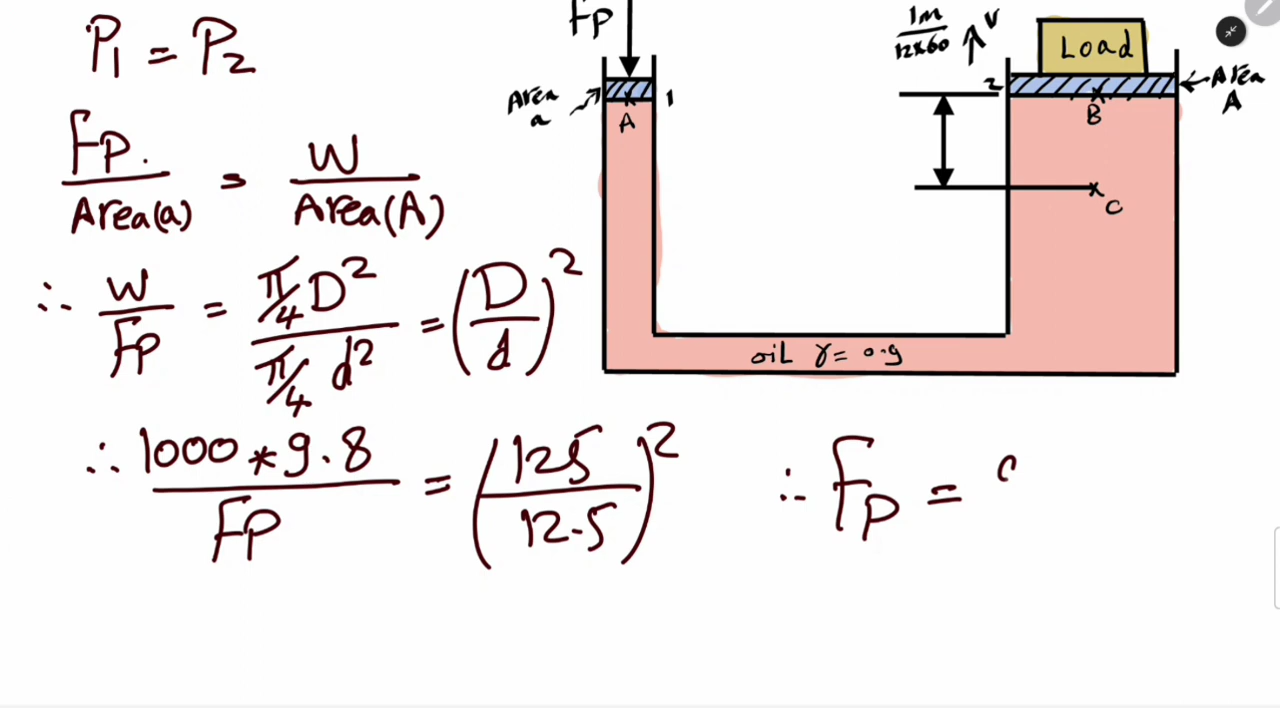 P₁ = P₂
Fp. / Area(a) = W / Area(A)
∴ W / Fp = π/4 D² / π/4 d² = (D / d)²
∴ 1000 * 9.8 / Fp = (125 / 12.5)² ∴ Fp =
Fp
1m / 12x60
V
Load
Area a
1
A
2
B
Area A
C
oil γ = 0.9